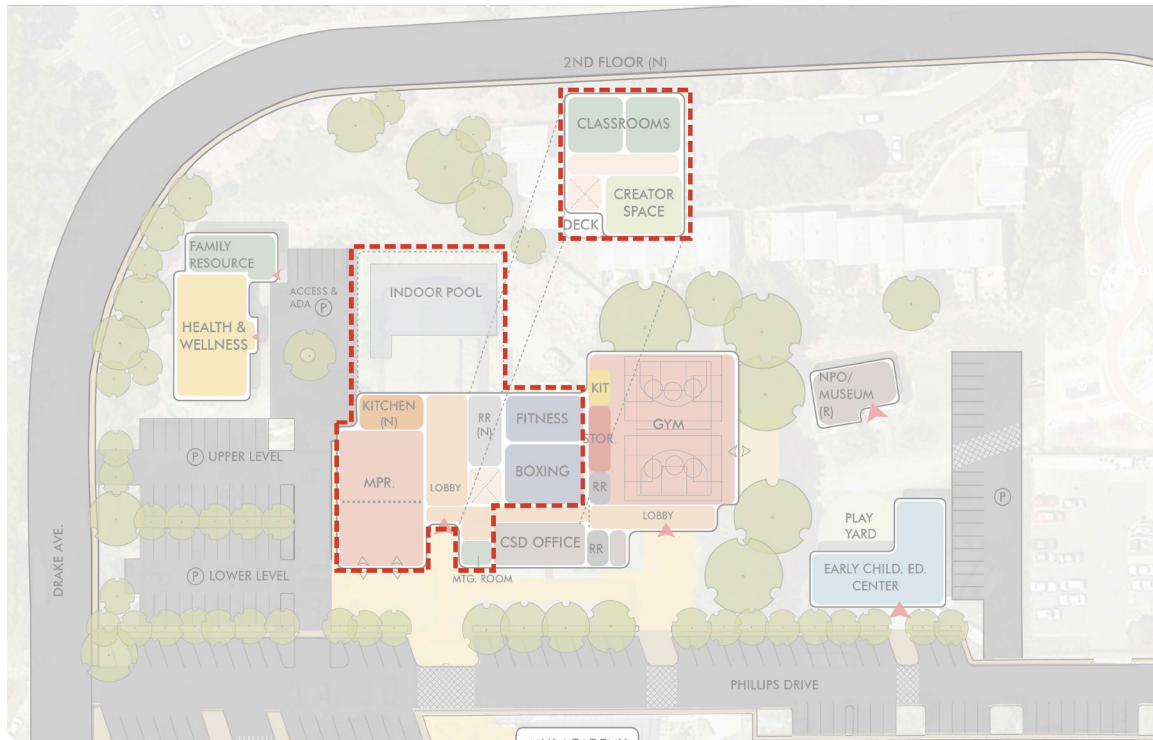 2ND FLOOR (N)
CLASSROOMS
CREATOR
SPACE
DECK
FAMILY
RESOURCE
HEALTH &
WELLNESS
ACCESS &
ADA P
INDOOR POOL
KITCHEN
(N)
RR
(N)
FITNESS
KIT
STOR.
GYM
NPO/
MUSEUM
(R)
P UPPER LEVEL
MPR.
LOBBY
BOXING
RR
LOBBY
P
PLAY
YARD
CSD OFFICE
RR
MTG. ROOM
P LOWER LEVEL
EARLY CHILD. ED.
CENTER
DRAKE AVE.
PHILLIPS DRIVE